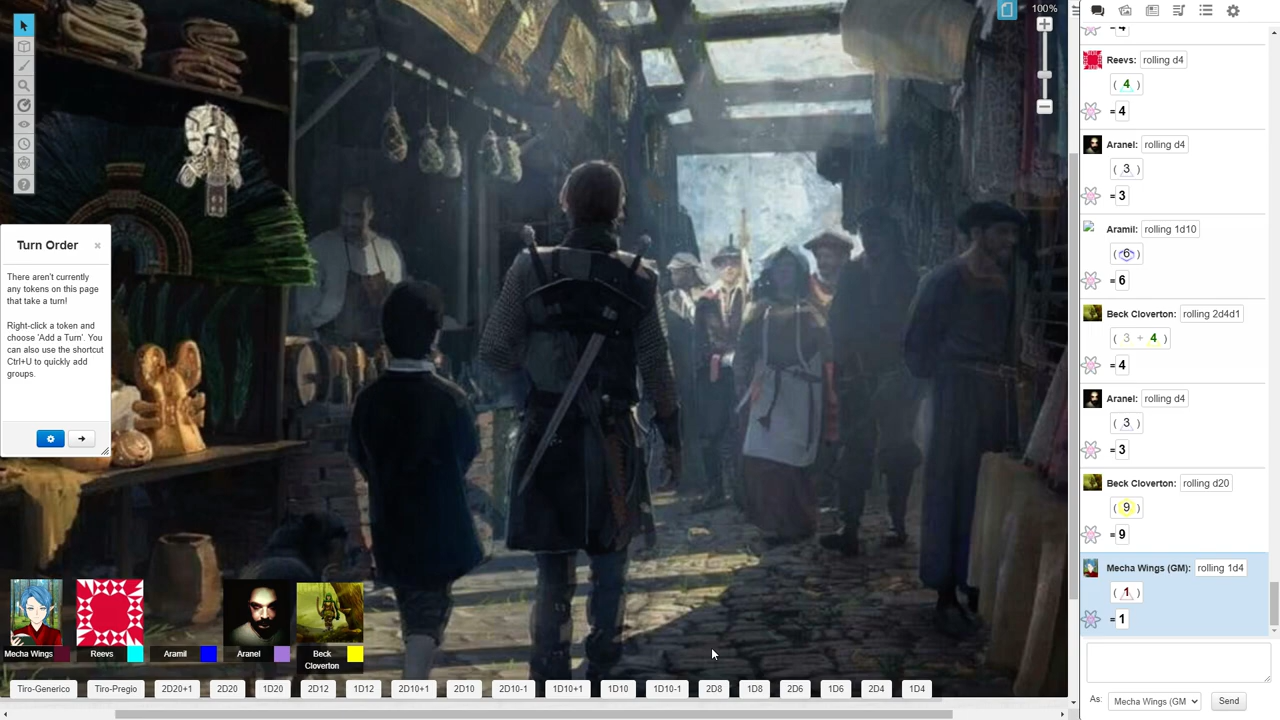 100%
Turn Order ×
There aren't currently
any tokens on this page
that take a turn!
Right-click a token and
choose 'Add a Turn'. You
can also use the shortcut
Ctrl+U to quickly add
groups.
Mecha Wings
Reevs
Aramil
Aranel
Beck
Cloverton
Tiro-Generico Tiro-Pregio 2D20+1 2D20 1D20 2D12 1D12 2D10+1 2D10 2D10-1 1D10+1 1D10 1D10-1 2D8 1D8 2D6 1D6 2D4 1D4
=4
Reevs: rolling d4
( 4 )
=4
Aranel: rolling d4
( 3 )
=3
Aramil: rolling 1d10
( 6 )
=6
Beck Cloverton: rolling 2d4d1
( 3 + 4 )
=4
Aranel: rolling d4
( 3 )
=3
Beck Cloverton: rolling d20
( 9 )
=9
Mecha Wings (GM): rolling 1d4
( 1 )
=1
As: Mecha Wings (GM Send